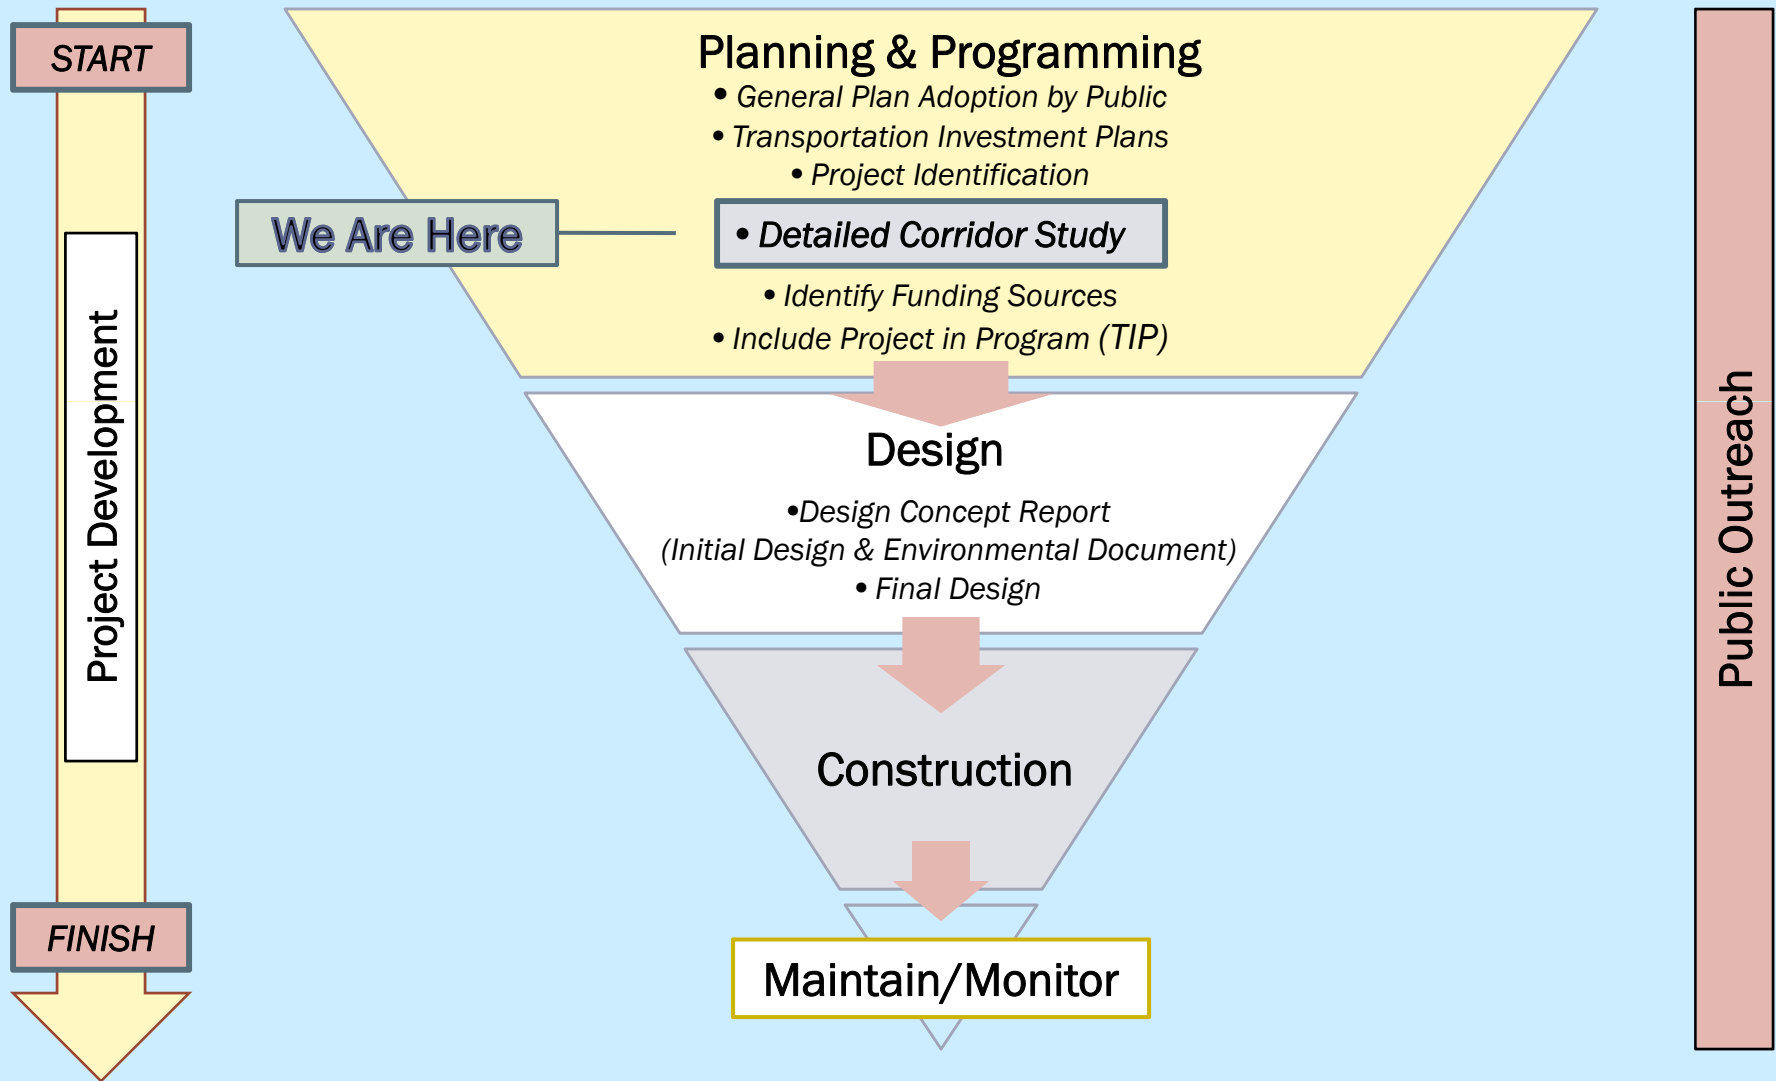 START
Planning & Programming
• General Plan Adoption by Public
• Transportation Investment Plans
• Project Identification
We Are Here
• Detailed Corridor Study
• Identify Funding Sources
• Include Project in Program (TIP)
Project Development
Public Outreach
Design
•Design Concept Report
(Initial Design & Environmental Document)
• Final Design
Construction
FINISH
Maintain/Monitor